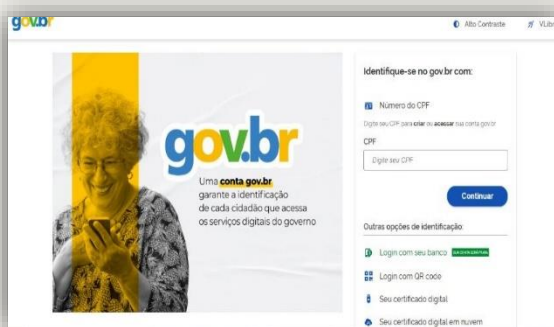 gov.br
Alto Contraste
VLibr
gov.br
Uma conta gov.br
garante a identificação
de cada cidadão que acessa
os serviços digitais do governo
Identifique-se no gov.br com:
Número do CPF
Digite seu CPF para criar ou acessar sua conta gov.br
CPF
Digite seu CPF
Continuar
Outras opções de identificação:
Login com seu banco
Login com QR code
Seu certificado digital
Seu certificado digital em nuvem